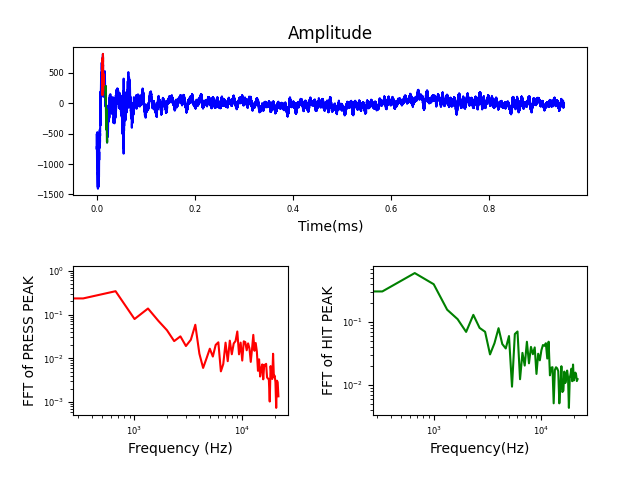 Amplitude
500
0
−500
−1000
−1500
0.0 0.2 0.4 0.6 0.8
Time(ms)
FFT of PRESS PEAK
10⁰
10⁻¹
10⁻²
10⁻³
10³ 10⁴
Frequency (Hz)
FFT of HIT PEAK
10⁻¹
10⁻²
10³ 10⁴
Frequency(Hz)